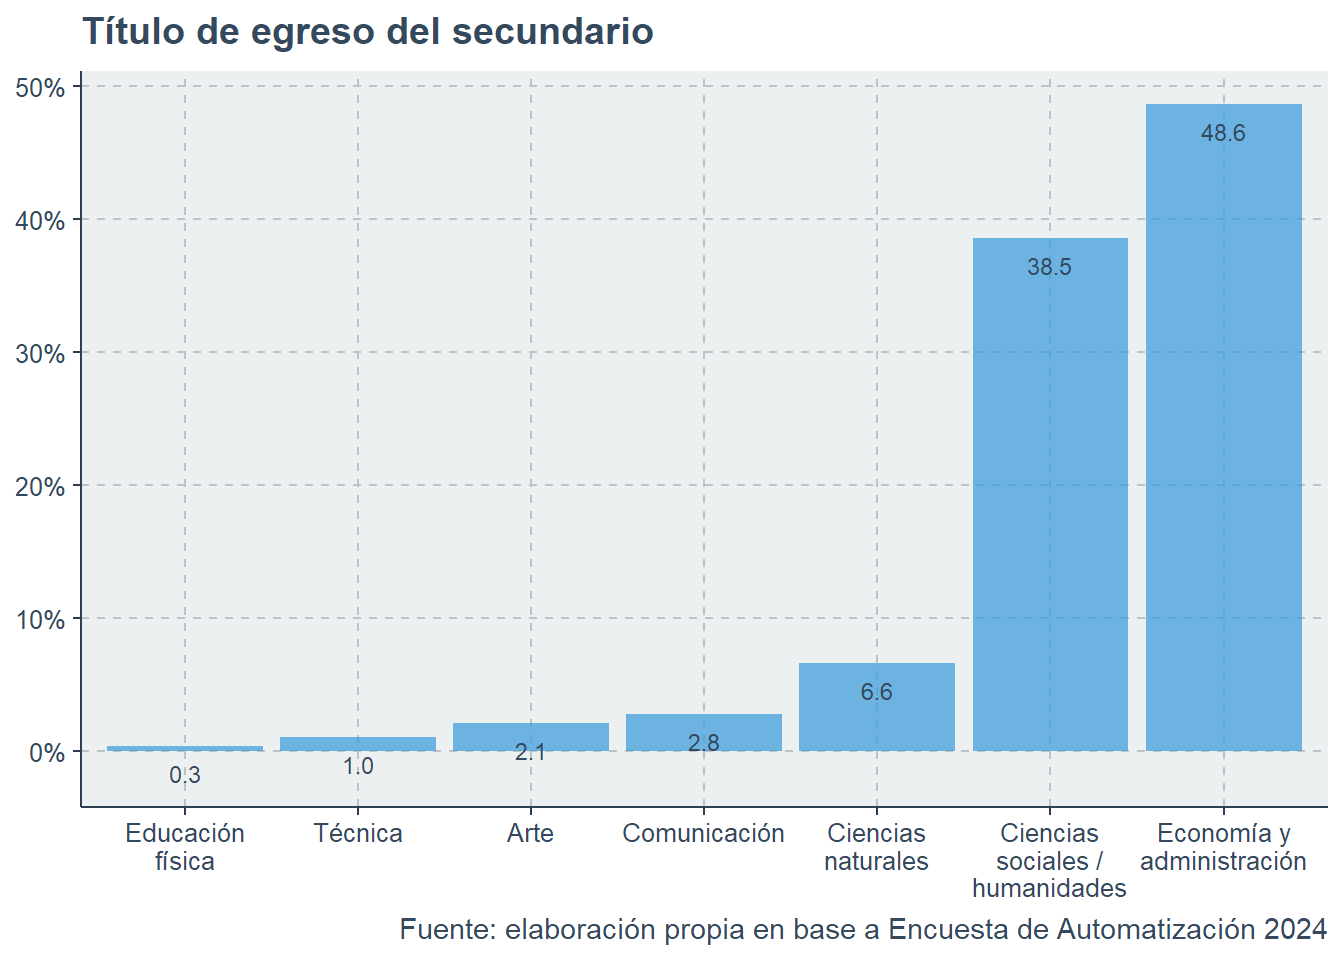 Título de egreso del secundario
50%
40%
30%
20%
10%
0%
48.6
38.5
6.6
2.8
2.1
1.0
0.3
Educación
física
Técnica
Arte
Comunicación
Ciencias
naturales
Ciencias
sociales /
humanidades
Economía y
administración
Fuente: elaboración propia en base a Encuesta de Automatización 2024